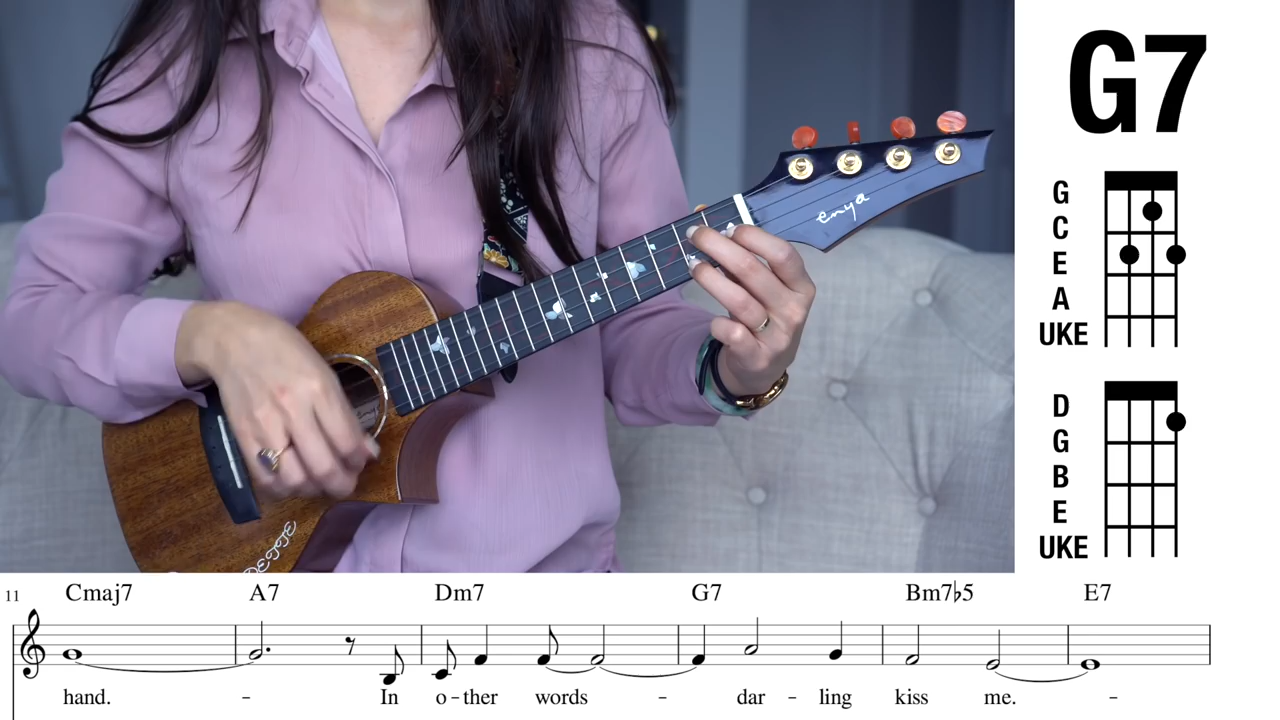 G7
G
C
E
A
UKE
D
G
B
E
UKE
enya
11 Cmaj7 A7 Dm7 G7 Bm7♭5 E7
hand. - In o - ther words - dar - ling kiss me. -